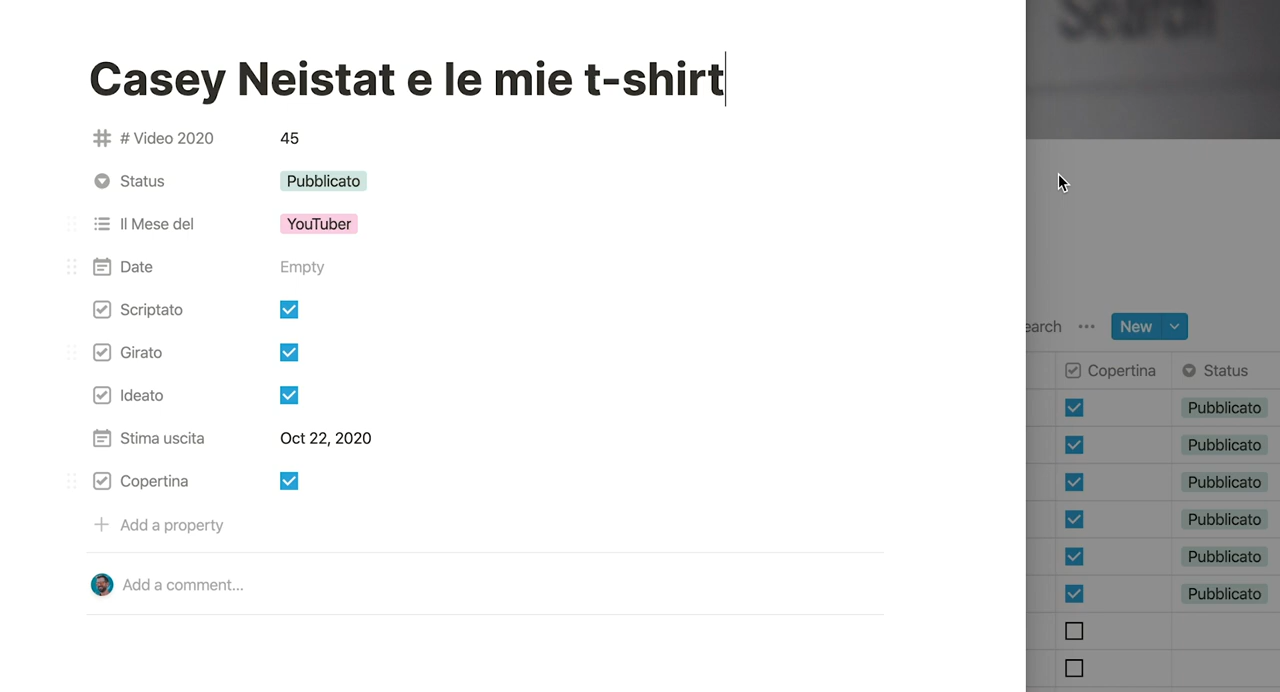 Search
Casey Neistat e le mie t-shirt
# Video 2020 45
Status Pubblicato
Il Mese del YouTuber
Date Empty
Scriptato
Girato
Ideato
Stima uscita Oct 22, 2020
Copertina
Add a property
Add a comment...
earch ••• New
Copertina Status
Pubblicato
Pubblicato
Pubblicato
Pubblicato
Pubblicato
Pubblicato